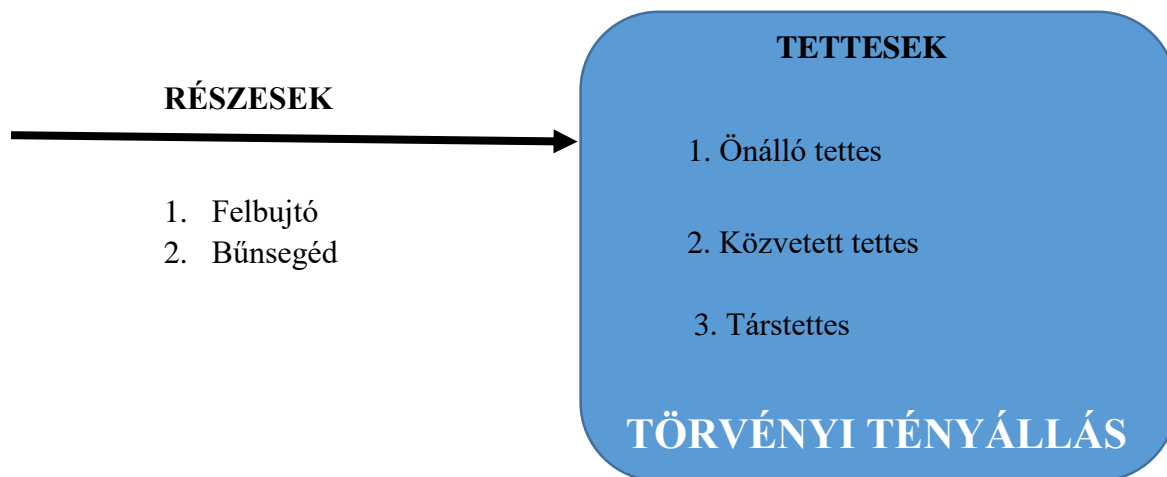 RÉSZESEK
1. Felbujtó
2. Bűnsegéd
TETTESEK
1. Önálló tettes
2. Közvetett tettes
3. Társtettes
TÖRVÉNYI TÉNYÁLLÁS